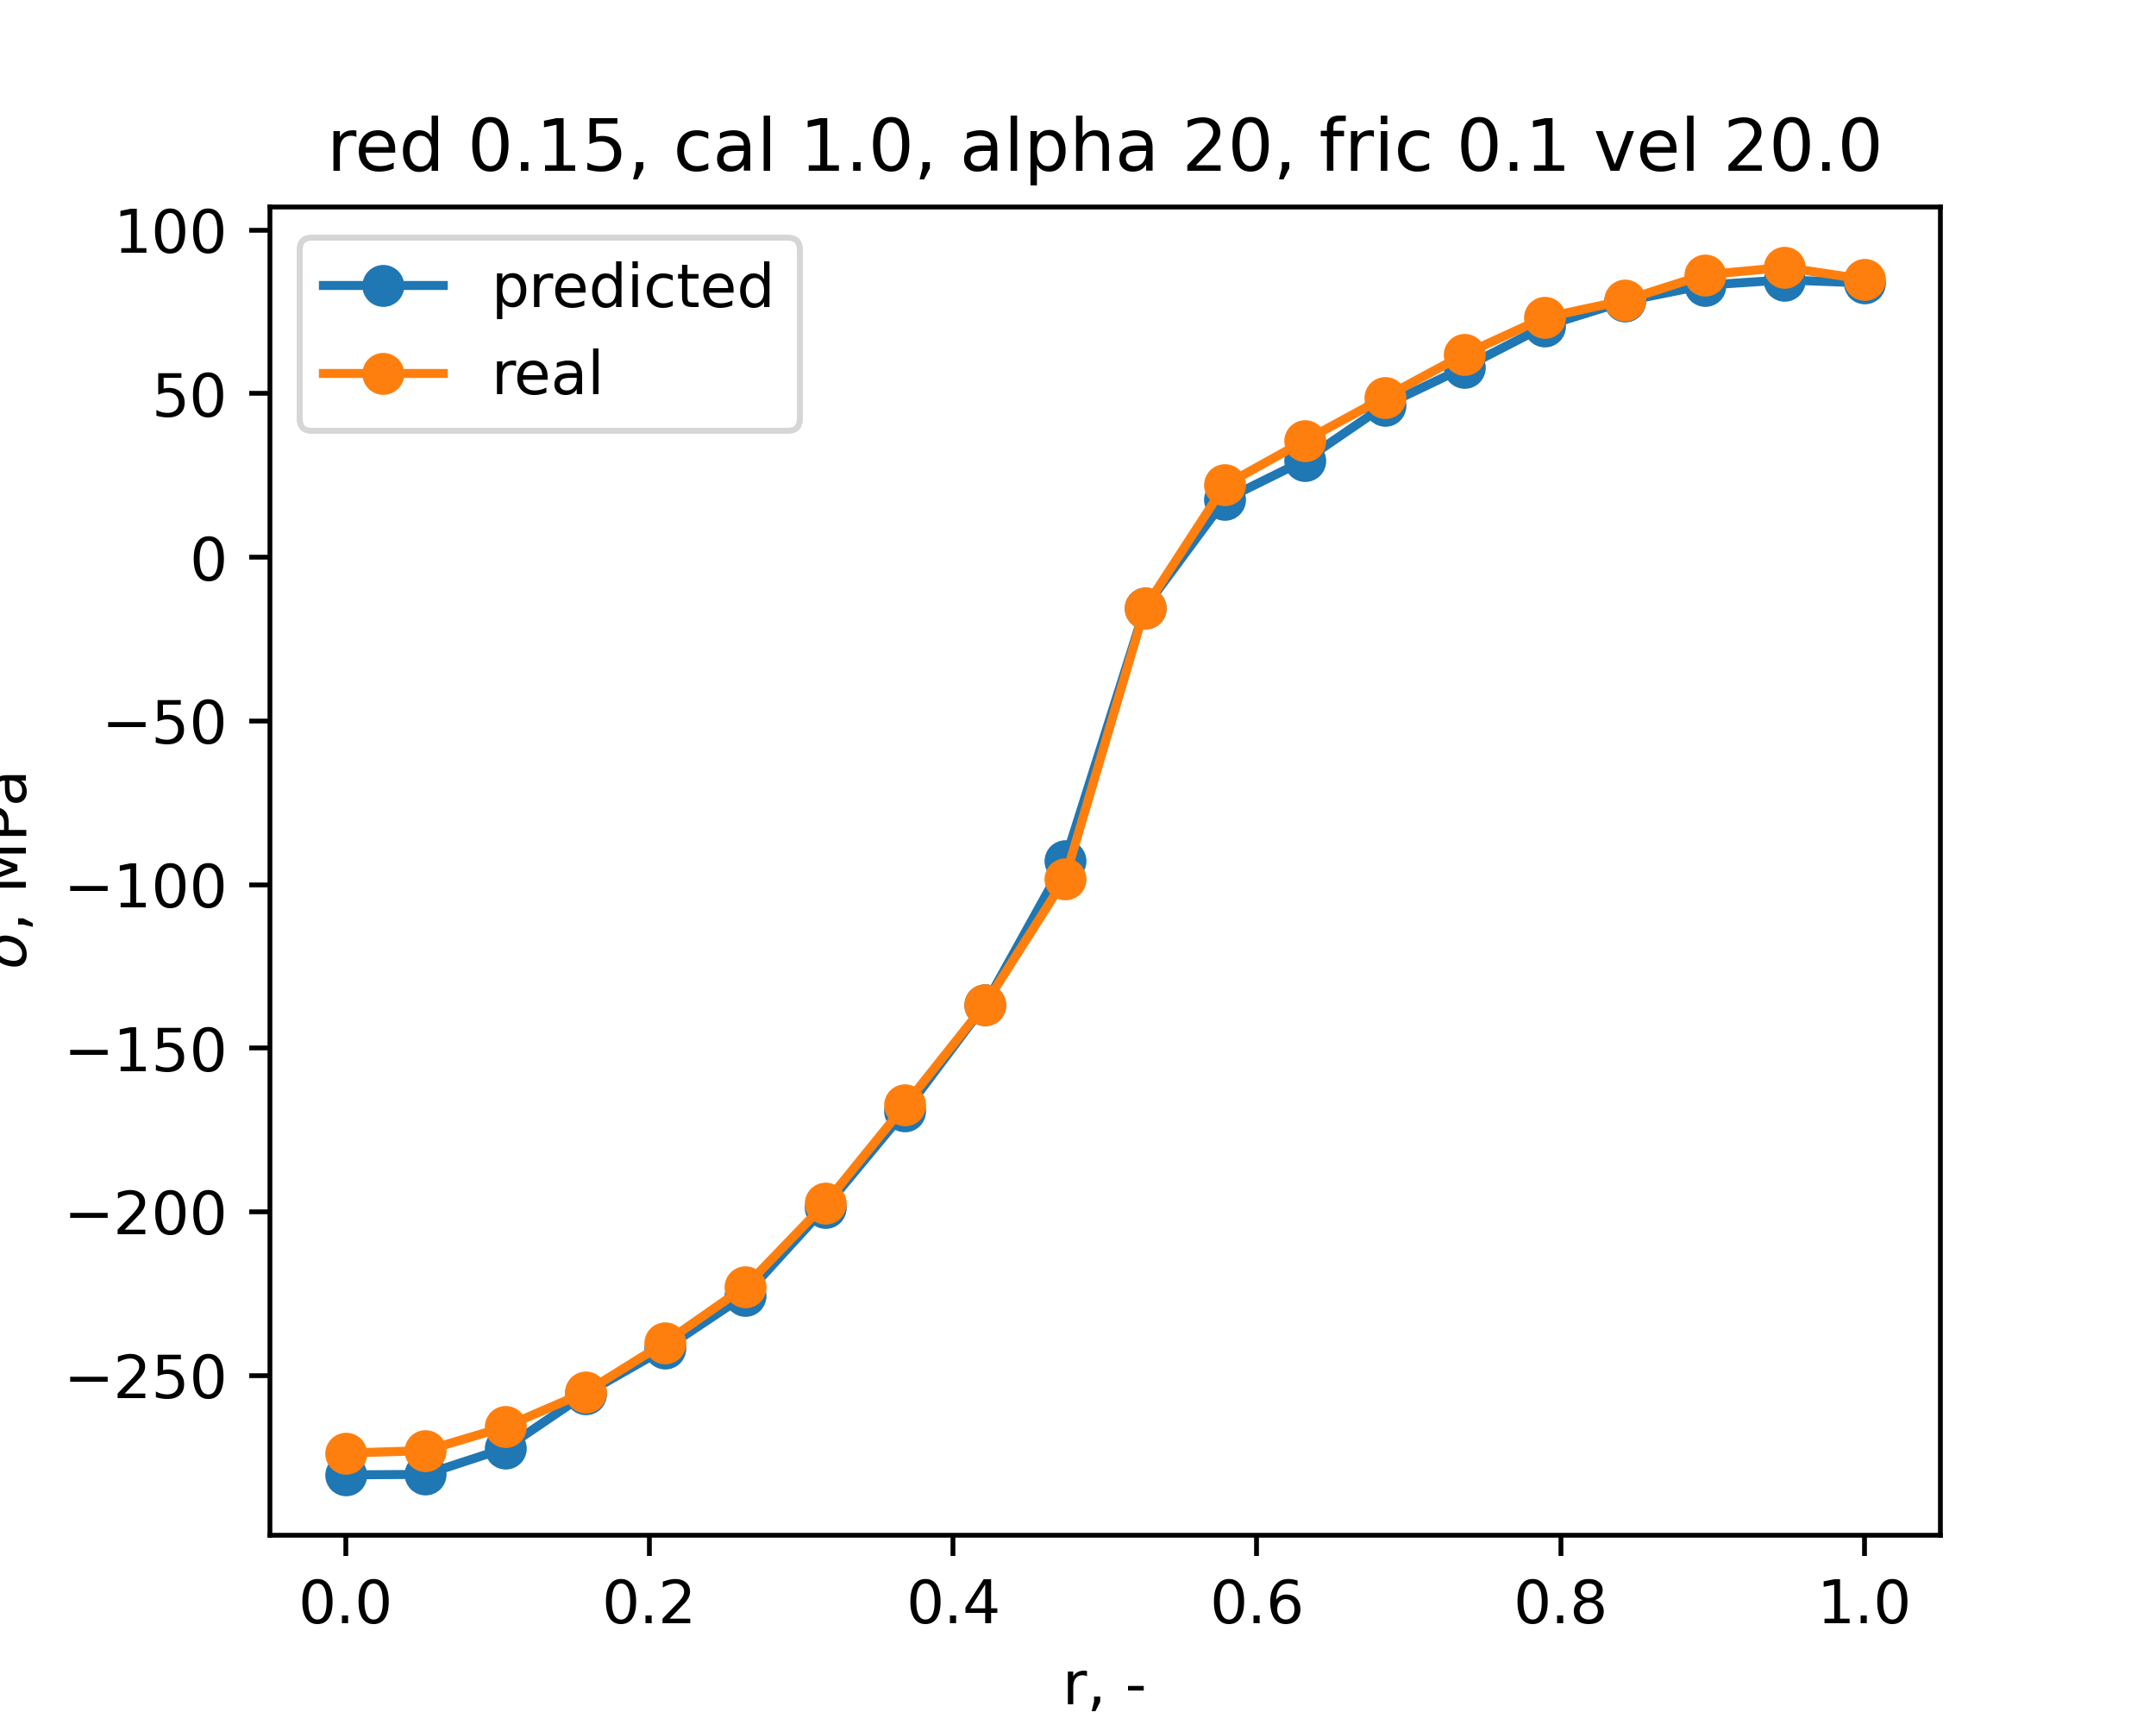 red 0.15, cal 1.0, alpha 20, fric 0.1 vel 20.0
predicted
real
100
50
0
−50
−100
−150
−200
−250
σ, MPa
0.0 0.2 0.4 0.6 0.8 1.0
r, -